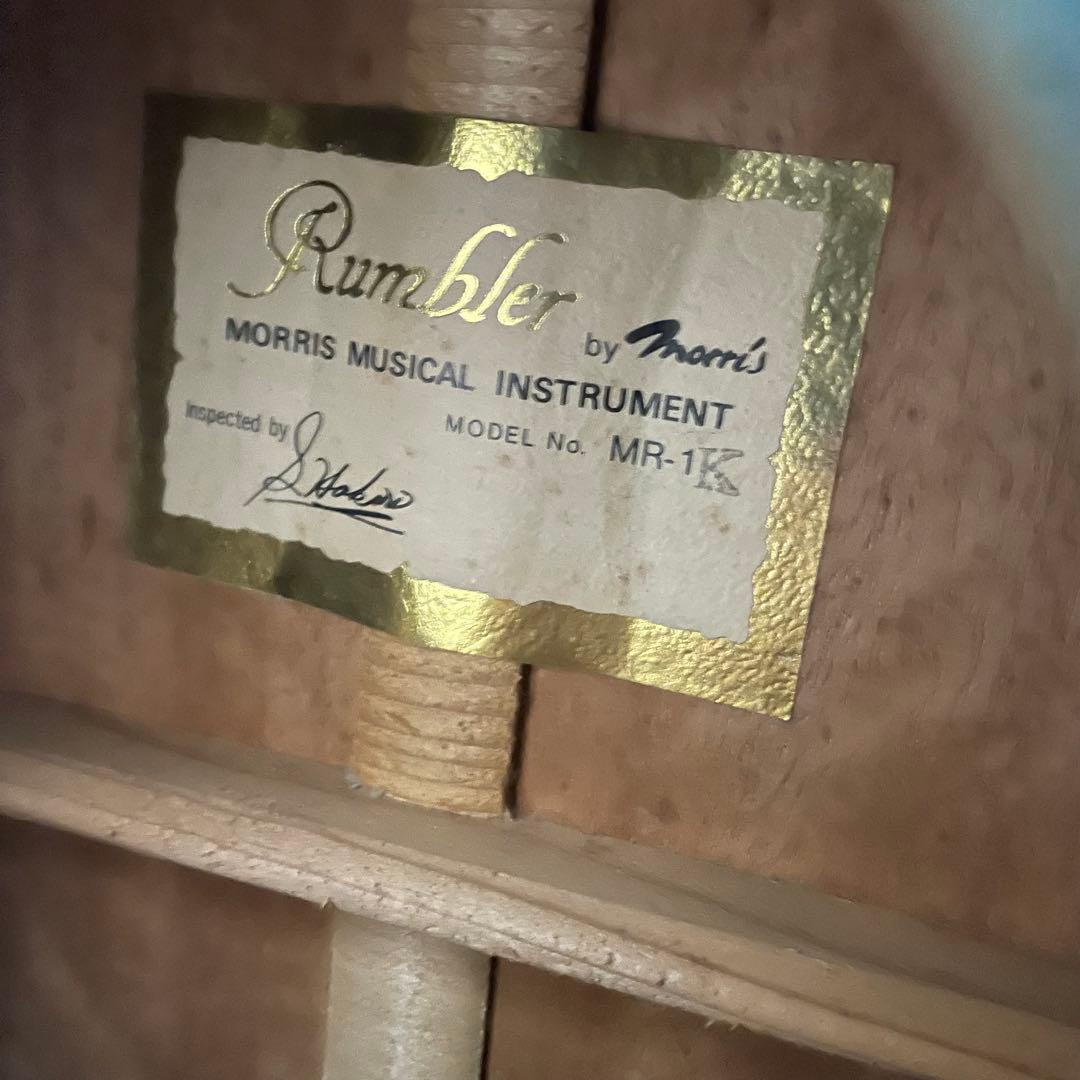 Rumbler by Morris
MORRIS MUSICAL INSTRUMENT
Inspected by
MODEL No. MR-1K